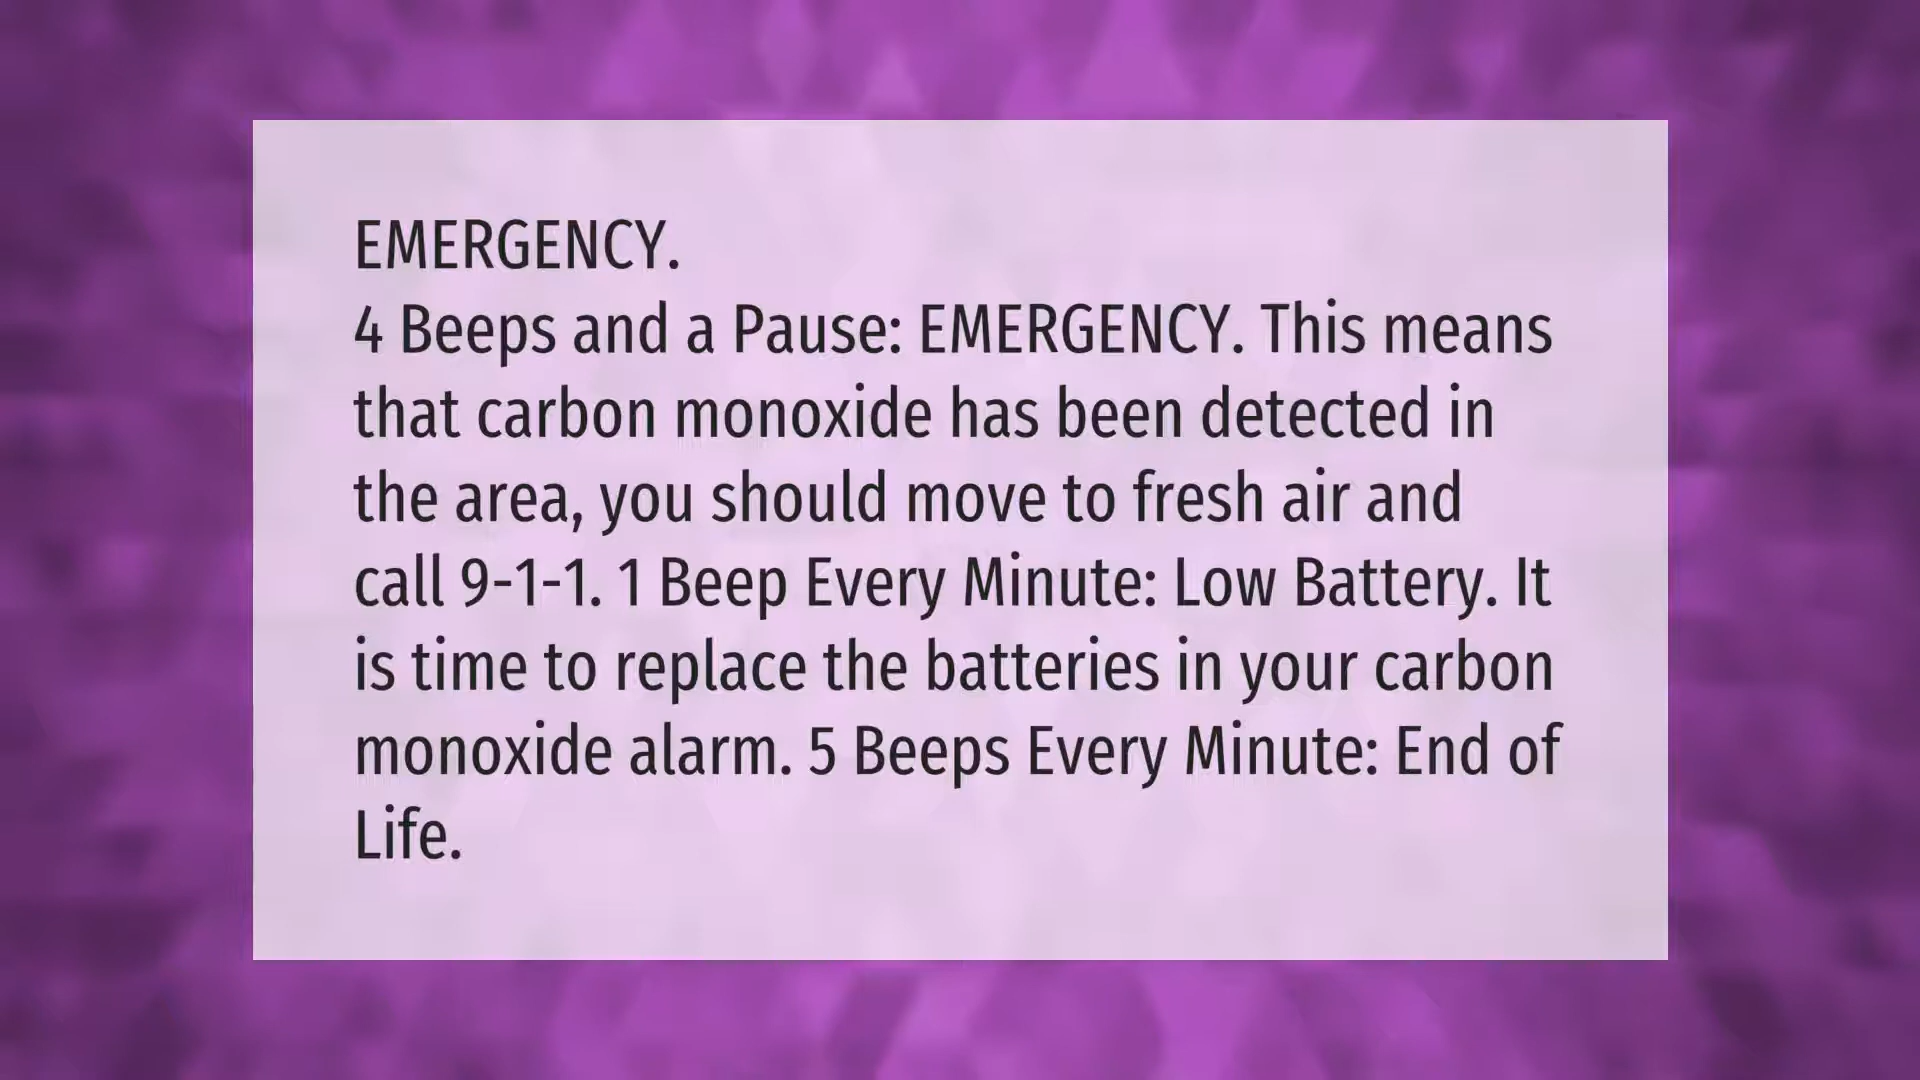 EMERGENCY.
4 Beeps and a Pause: EMERGENCY. This means
that carbon monoxide has been detected in
the area, you should move to fresh air and
call 9-1-1. 1 Beep Every Minute: Low Battery. It
is time to replace the batteries in your carbon
monoxide alarm. 5 Beeps Every Minute: End of
Life.